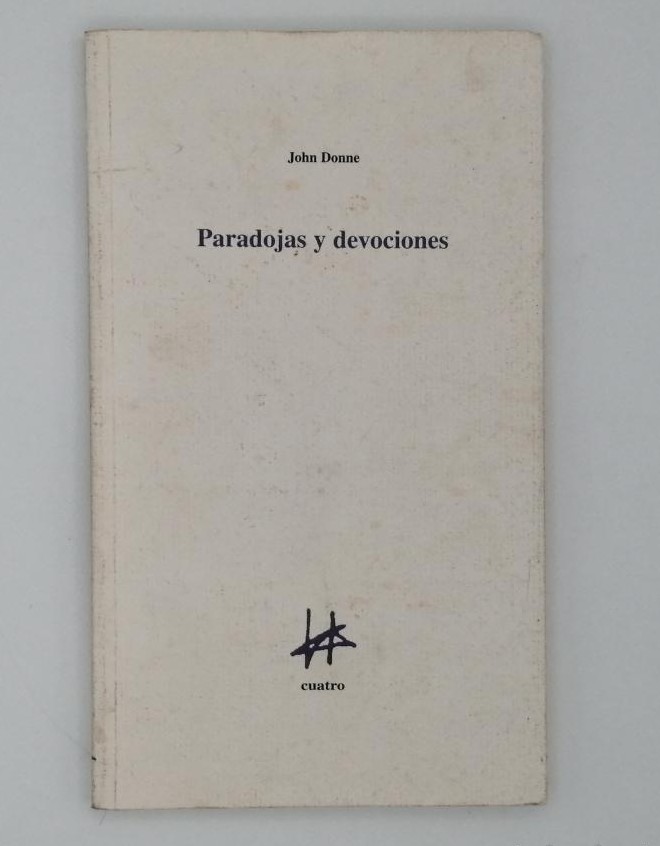 John Donne
Paradojas y devociones
cuatro